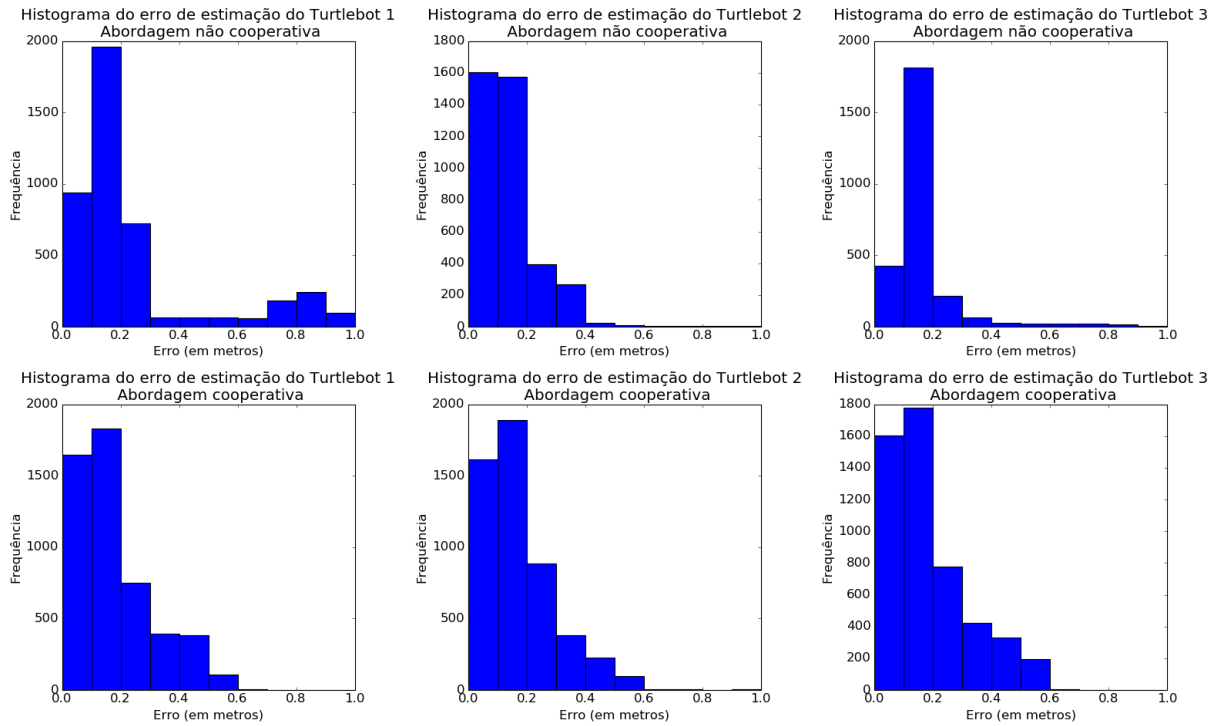 Histograma do erro de estimação do Turtlebot 1
Abordagem não cooperativa
2000
1500
1000
500
0
Frequência
0.0 0.2 0.4 0.6 0.8 1.0
Erro (em metros)
Histograma do erro de estimação do Turtlebot 2
Abordagem não cooperativa
1800
1600
1400
1200
1000
800
600
400
200
0
Frequência
0.0 0.2 0.4 0.6 0.8 1.0
Erro (em metros)
Histograma do erro de estimação do Turtlebot 3
Abordagem não cooperativa
2000
1500
1000
500
0
Frequência
0.0 0.2 0.4 0.6 0.8 1.0
Erro (em metros)
Histograma do erro de estimação do Turtlebot 1
Abordagem cooperativa
2000
1500
1000
500
0
Frequência
0.0 0.2 0.4 0.6 0.8 1.0
Erro (em metros)
Histograma do erro de estimação do Turtlebot 2
Abordagem cooperativa
2000
1500
1000
500
0
Frequência
0.0 0.2 0.4 0.6 0.8 1.0
Erro (em metros)
Histograma do erro de estimação do Turtlebot 3
Abordagem cooperativa
1800
1600
1400
1200
1000
800
600
400
200
0
Frequência
0.0 0.2 0.4 0.6 0.8 1.0
Erro (em metros)